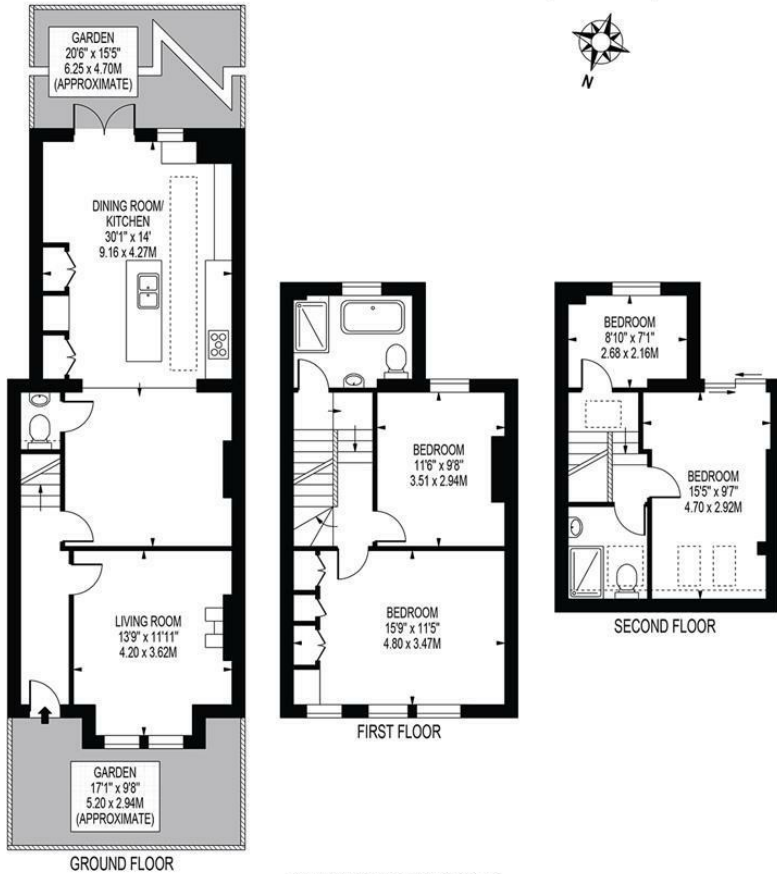 GARDEN
20'6" x 15'5"
6.25 x 4.70M
(APPROXIMATE)
N
DINING ROOM/
KITCHEN
30'1" x 14'
9.16 x 4.27M
LIVING ROOM
13'9" x 11'11"
4.20 x 3.62M
GARDEN
17'1" x 9'8"
5.20 x 2.94M
(APPROXIMATE)
GROUND FLOOR
BEDROOM
11'6" x 9'8"
3.51 x 2.94M
BEDROOM
15'9" x 11'5"
4.80 x 3.47M
FIRST FLOOR
BEDROOM
8'10" x 7'1"
2.68 x 2.16M
BEDROOM
15'5" x 9'7"
4.70 x 2.92M
SECOND FLOOR